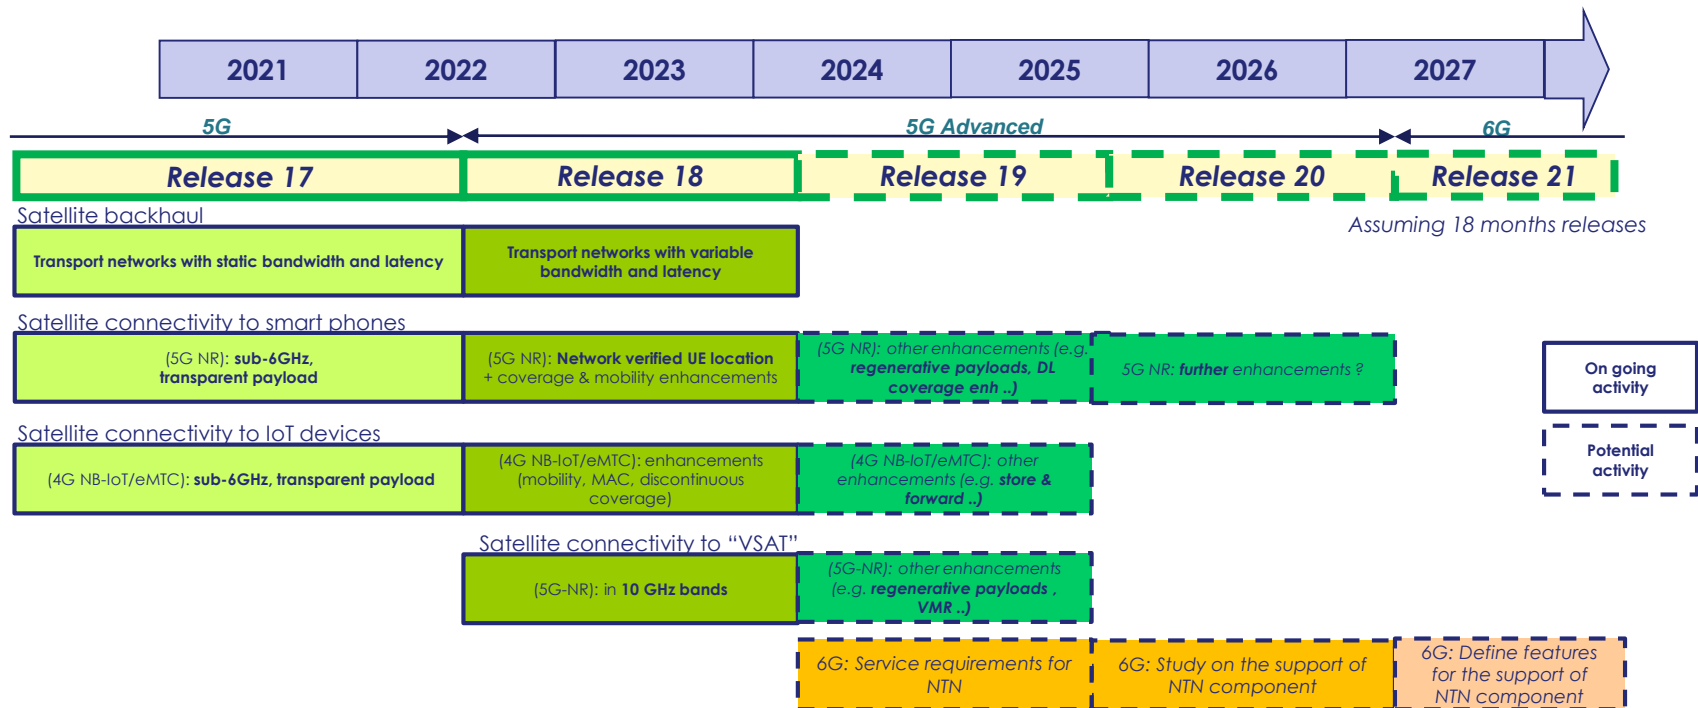 2021 2022 2023 2024 2025 2026 2027
5G 5G Advanced 6G
Release 17 Release 18 Release 19 Release 20 Release 21
Assuming 18 months releases
Satellite backhaul
Transport networks with static bandwidth and latency
Transport networks with variable
bandwidth and latency
Satellite connectivity to smart phones
(5G NR): sub-6GHz,
transparent payload
(5G NR): Network verified UE location
+ coverage & mobility enhancements
(5G NR): other enhancements (e.g.
regenerative payloads, DL
coverage enh ..)
5G NR: further enhancements ?
On going
activity
Potential
activity
Satellite connectivity to IoT devices
(4G NB-IoT/eMTC): sub-6GHz, transparent payload
(4G NB-IoT/eMTC): enhancements
(mobility, MAC, discontinuous
coverage)
(4G NB-IoT/eMTC): other
enhancements (e.g. store &
forward ..)
Satellite connectivity to “VSAT”
(5G-NR): in 10 GHz bands
(5G-NR): other enhancements
(e.g. regenerative payloads ,
VMR ..)
6G: Service requirements for
NTN
6G: Study on the support of
NTN component
6G: Define features
for the support of
NTN component